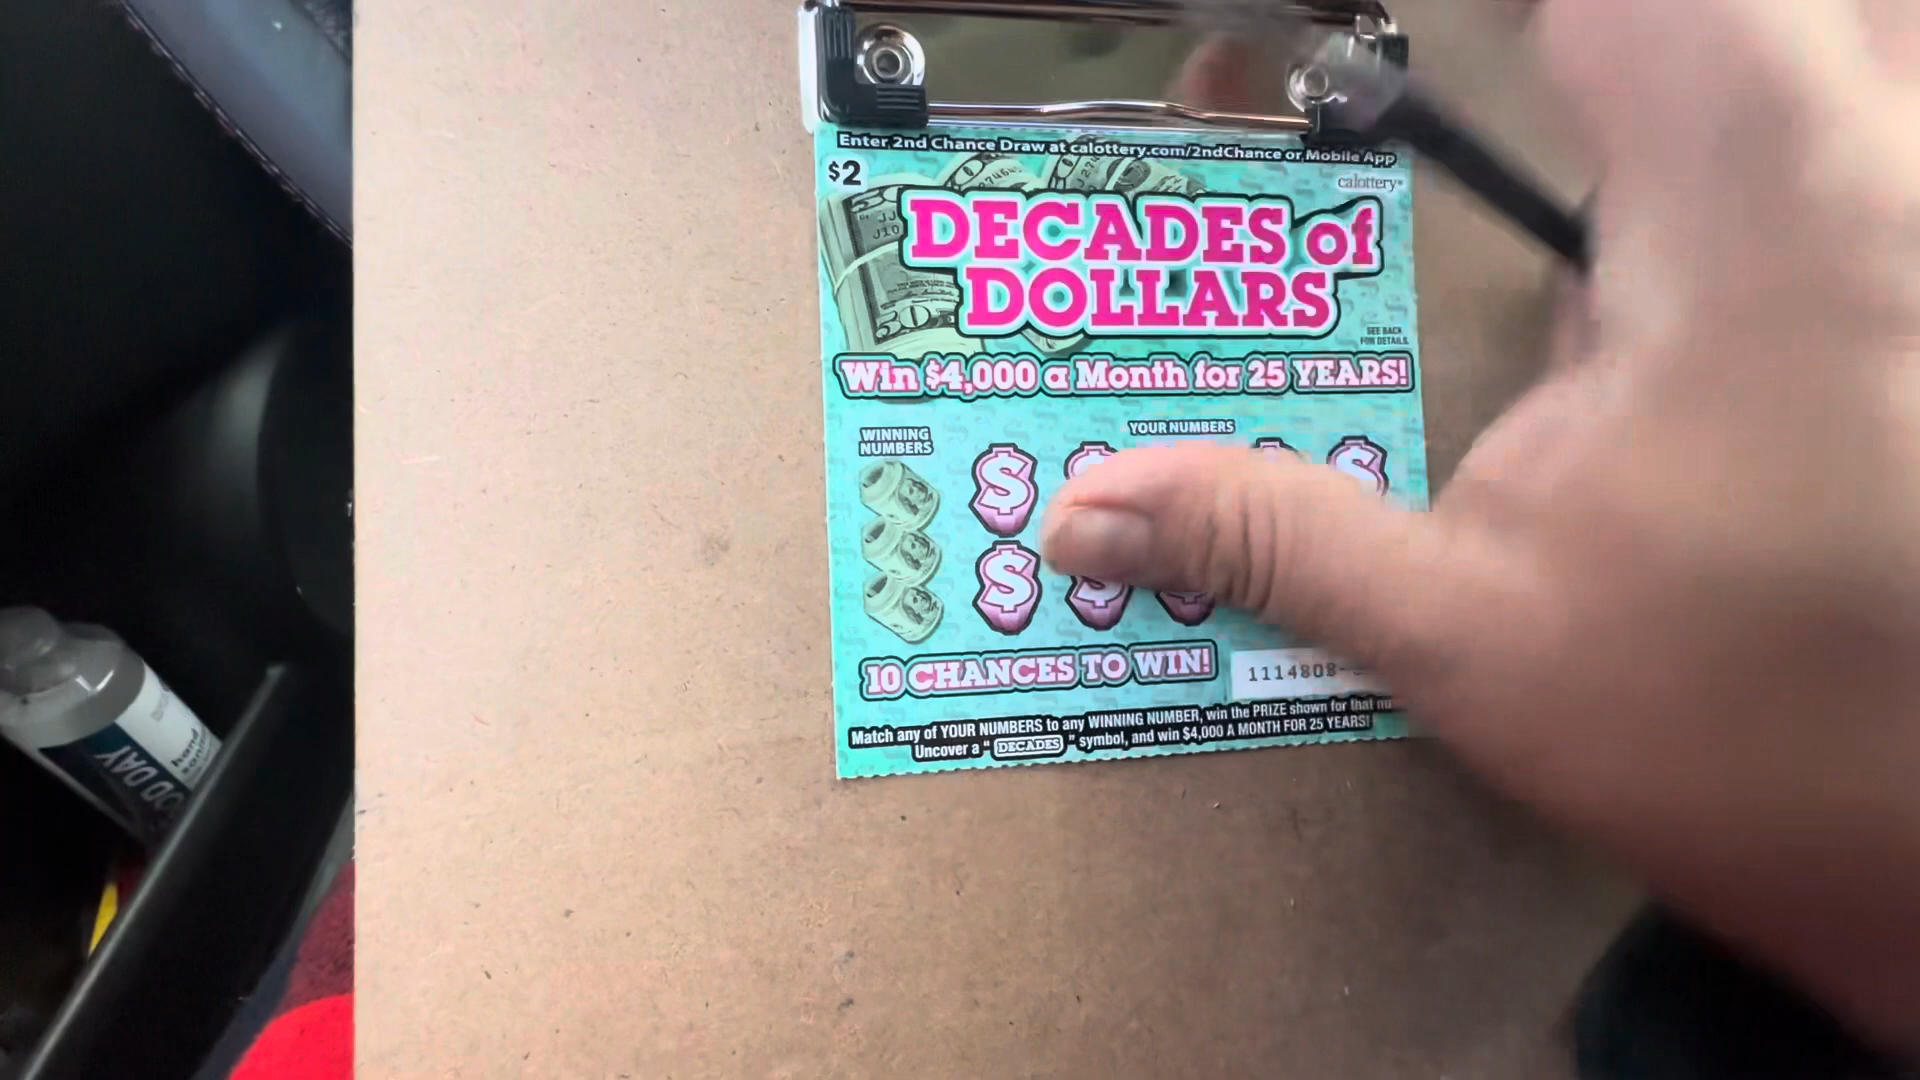 Enter 2nd Chance Draw at calottery.com/2ndChance or Mobile App
$2
calottery
DECADES of
DOLLARS
SEE BACK
FOR DETAILS.
Win $4,000 a Month for 25 YEARS!
WINNING
NUMBERS
YOUR NUMBERS
10 CHANCES TO WIN!
1114808-
Match any of YOUR NUMBERS to any WINNING NUMBER, win the PRIZE shown for that
Uncover a "DECADES" symbol, and win $4,000 A MONTH FOR 25 YEARS!
hand